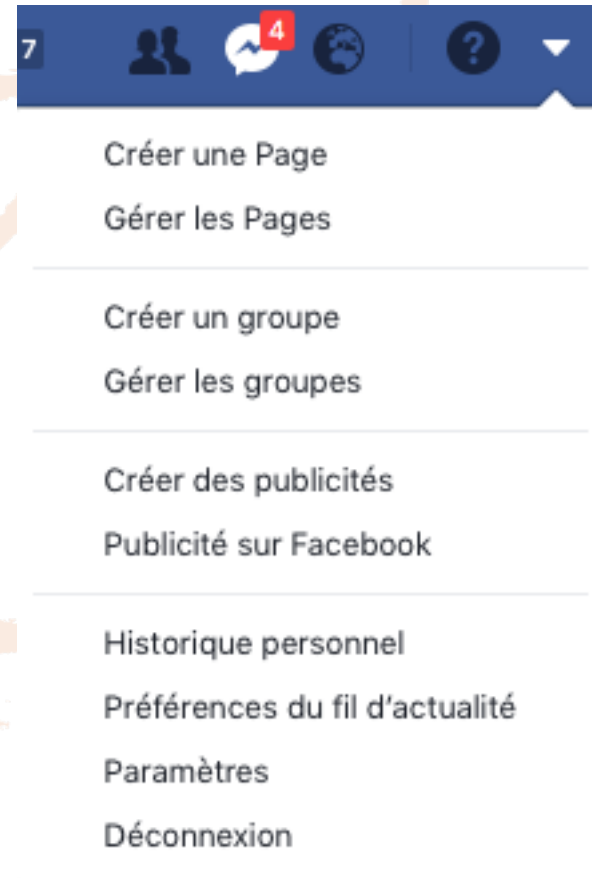 7
4
?
Créer une Page
Gérer les Pages
Créer un groupe
Gérer les groupes
Créer des publicités
Publicité sur Facebook
Historique personnel
Préférences du fil d’actualité
Paramètres
Déconnexion